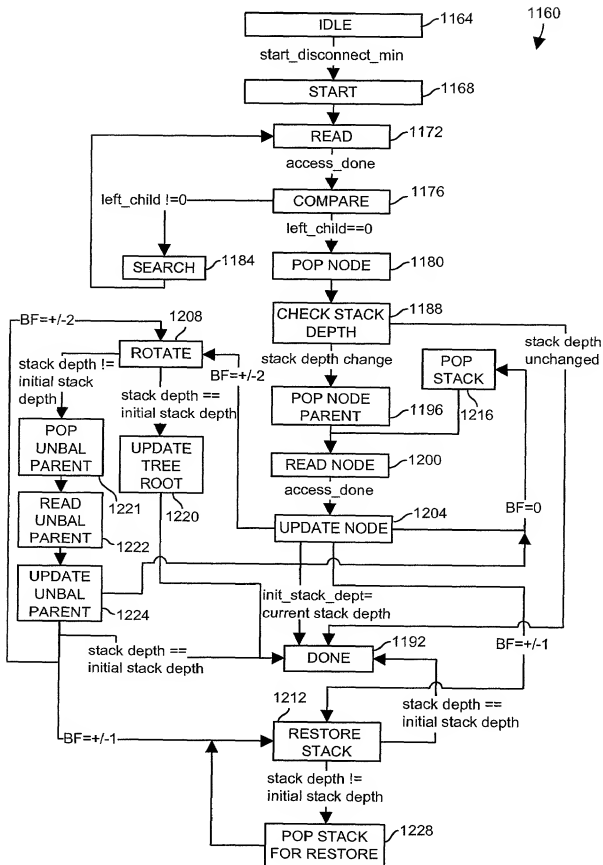 IDLE
1164
1160
start_disconnect_min
START
1168
READ
1172
access_done
left_child !=0
COMPARE
1176
left_child==0
SEARCH
1184
POP NODE
1180
BF=+/-2
1208
CHECK STACK
DEPTH
1188
stack depth
unchanged
ROTATE
stack depth !=
initial stack
depth
BF=+/-2
stack depth change
POP
STACK
1216
stack depth ==
initial stack depth
POP NODE
PARENT
1196
POP
UNBAL
PARENT
1221
UPDATE
TREE
ROOT
1220
READ NODE
1200
access_done
BF=0
READ
UNBAL
PARENT
1222
UPDATE NODE
1204
UPDATE
UNBAL
PARENT
1224
init_stack_dept=
current stack depth
stack depth ==
initial stack depth
DONE
1192
BF=+/-1
1212
stack depth ==
initial stack depth
BF=+/-1
RESTORE
STACK
stack depth !=
initial stack depth
POP STACK
FOR RESTORE
1228